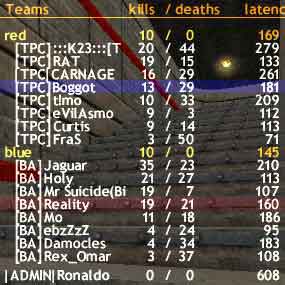 Teams kills / deaths latenc
red 10 / 0 169
[TPC]:::K23:::[T 20 / 44 279
[TPC]RAT 19 / 15 133
[TPC]CARNAGE 16 / 29 261
[TPC]Boggot 13 / 29 181
[TPC]tlmo 10 / 33 209
[TPC]eVilAsmo 9 / 3 112
[TPC]Curtis 9 / 14 113
[TPC]FraS 3 / 50 71
blue 10 / 0 145
[BA]Jaguar 35 / 23 210
[BA]Holy 21 / 27 113
[BA]Mr Suicide(Bi 19 / 7 107
[BA]Reality 19 / 21 160
[BA]Mo 11 / 18 186
[BA]ebzZzZ 4 / 24 95
[BA]Damocles 4 / 34 183
[BA]Rex_Omar 3 / 37 108
|ADMIN|Ronaldo 0 / 0 608